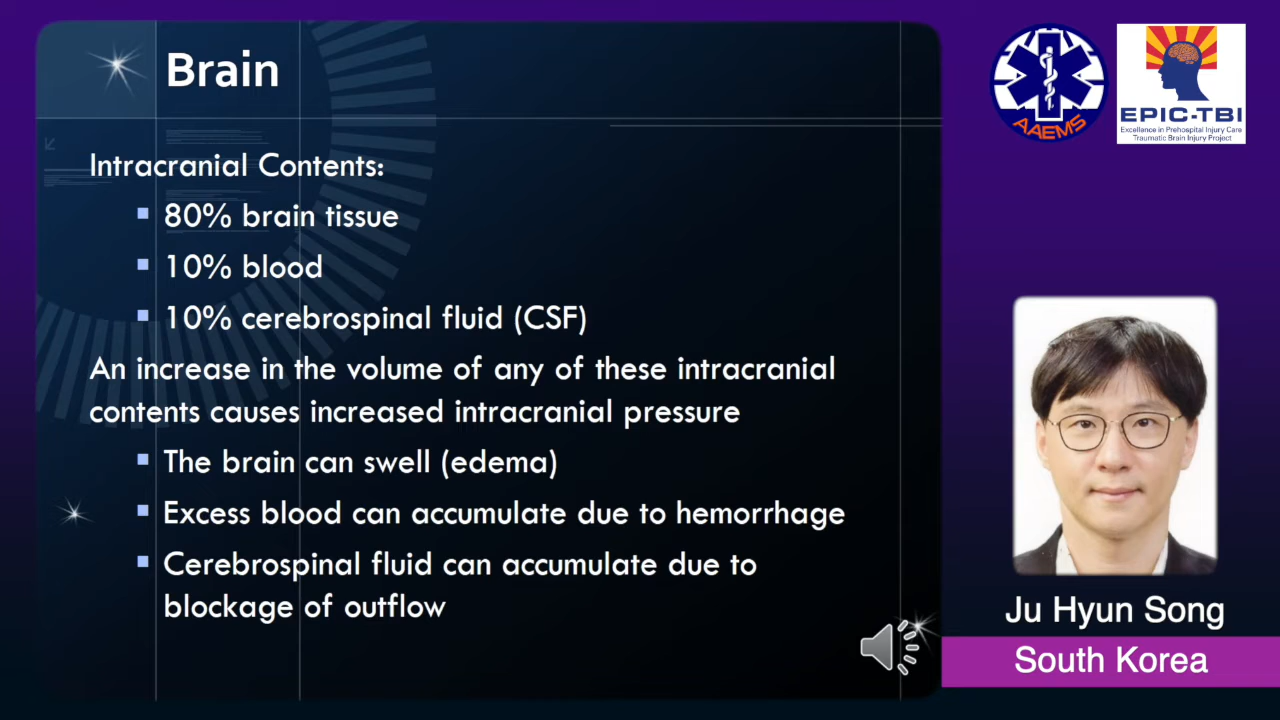 Brain
Intracranial Contents:
80% brain tissue
10% blood
10% cerebrospinal fluid (CSF)
An increase in the volume of any of these intracranial
contents causes increased intracranial pressure
The brain can swell (edema)
Excess blood can accumulate due to hemorrhage
Cerebrospinal fluid can accumulate due to
blockage of outflow
AAEMS
EPIC-TBI
Excellence in Prehospital Injury Care
Traumatic Brain Injury Project
Ju Hyun Song
South Korea